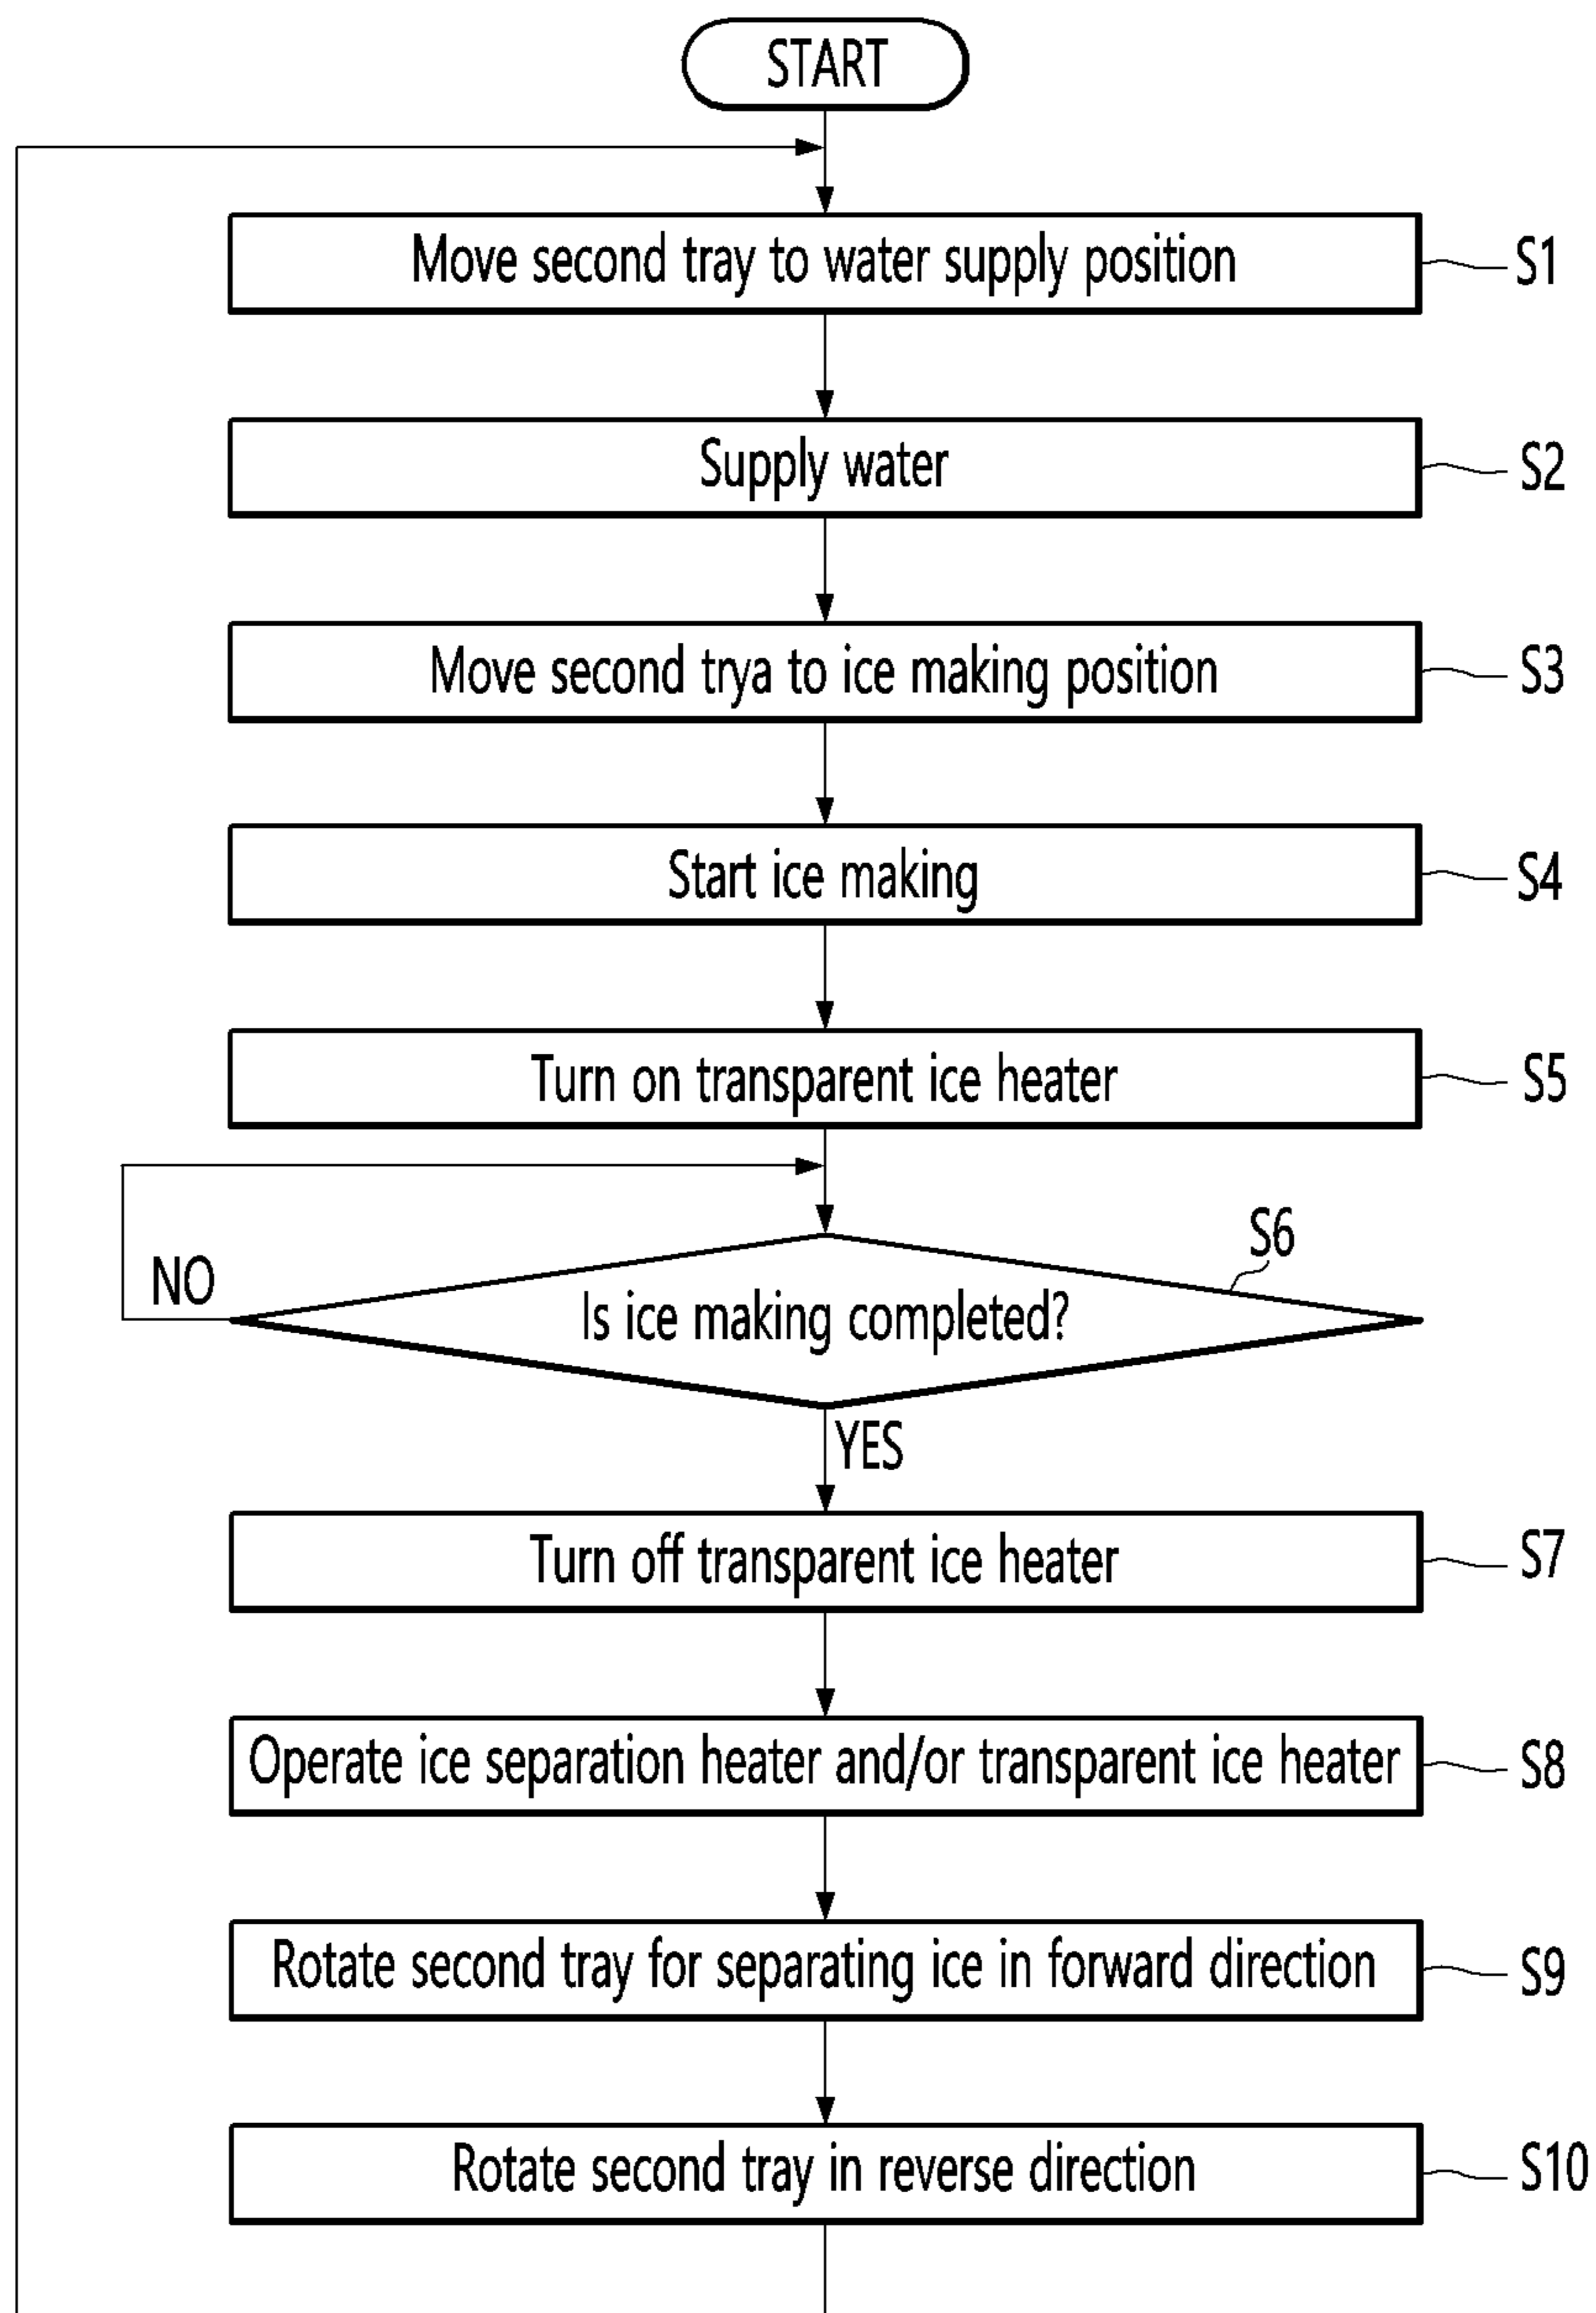 START
Move second tray to water supply position
S1
Supply water
S2
Move second trya to ice making position
S3
Start ice making
S4
Turn on transparent ice heater
S5
S6
NO
Is ice making completed?
YES
Turn off transparent ice heater
S7
Operate ice separation heater and/or transparent ice heater
S8
Rotate second tray for separating ice in forward direction
S9
Rotate second tray in reverse direction
S10